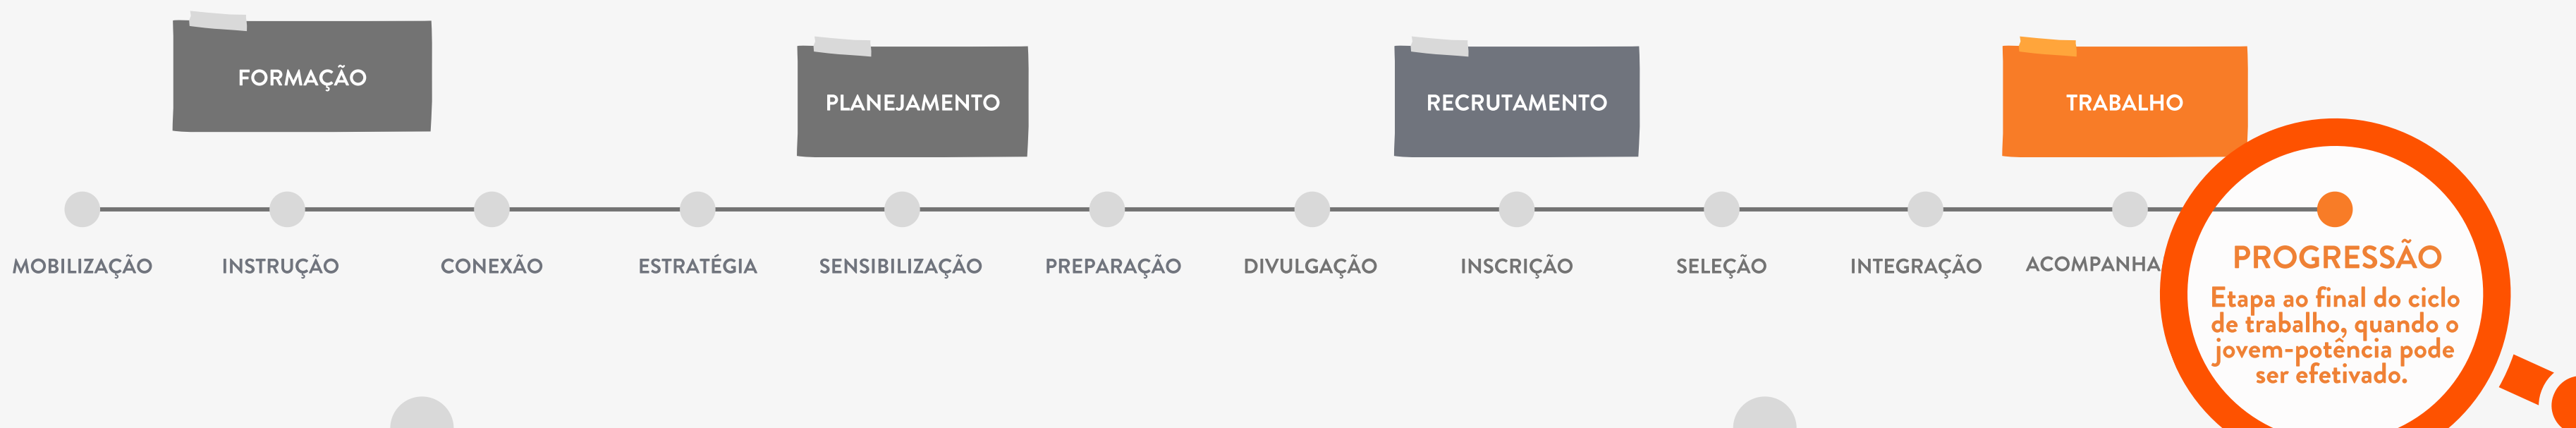 FORMAÇÃO
PLANEJAMENTO
RECRUTAMENTO
TRABALHO
MOBILIZAÇÃO
INSTRUÇÃO
CONEXÃO
ESTRATÉGIA
SENSIBILIZAÇÃO
PREPARAÇÃO
DIVULGAÇÃO
INSCRIÇÃO
SELEÇÃO
INTEGRAÇÃO
ACOMPANHA
PROGRESSÃO
Etapa ao final do ciclo
de trabalho, quando o
jovem-potência pode
ser efetivado.